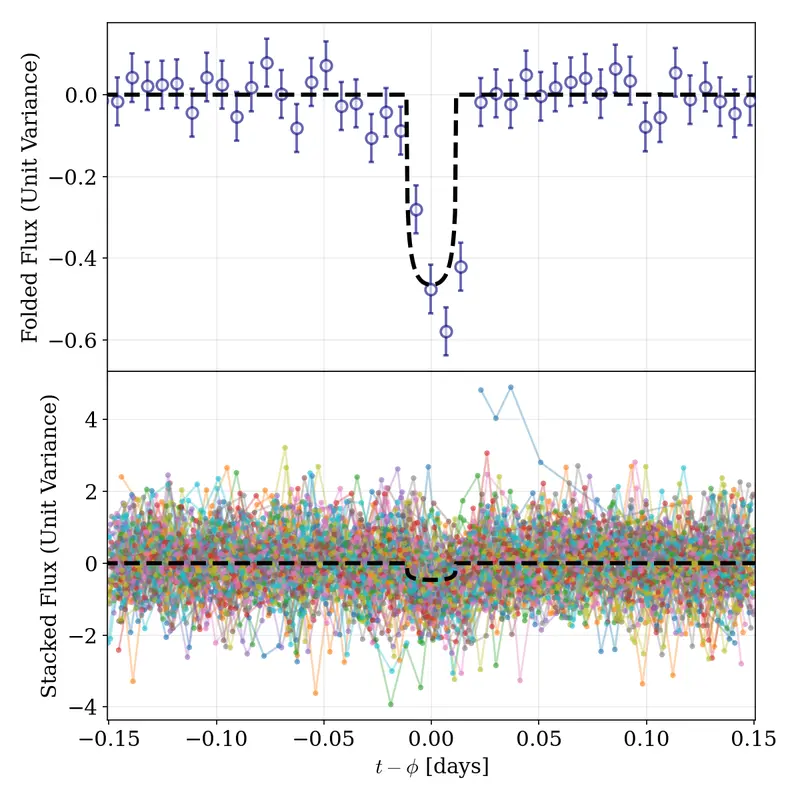 Folded Flux (Unit Variance)
0.0
−0.2
−0.4
−0.6
Stacked Flux (Unit Variance)
4
2
0
−2
−4
−0.15 −0.10 −0.05 0.00 0.05 0.10 0.15
t − ϕ [days]